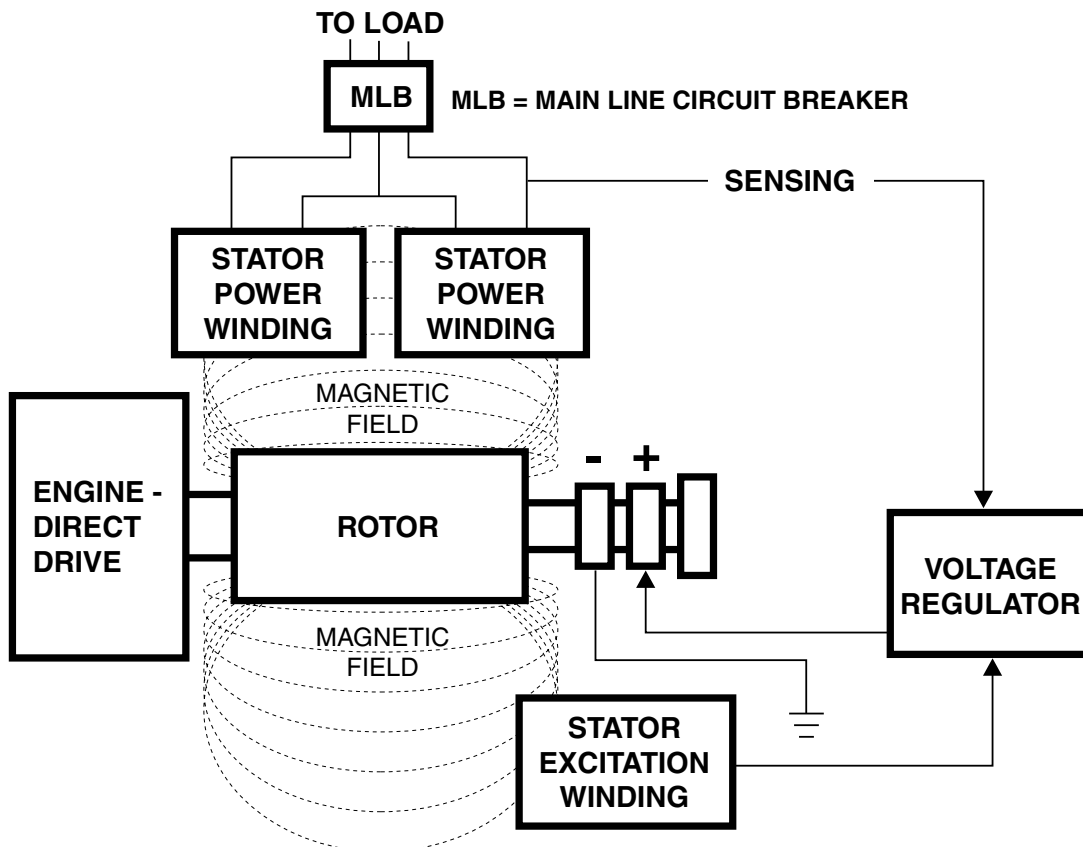 TO LOAD
MLB
MLB = MAIN LINE CIRCUIT BREAKER
SENSING
STATOR
POWER
WINDING
STATOR
POWER
WINDING
MAGNETIC
FIELD
- +
ENGINE -
DIRECT
DRIVE
ROTOR
VOLTAGE
REGULATOR
MAGNETIC
FIELD
STATOR
EXCITATION
WINDING